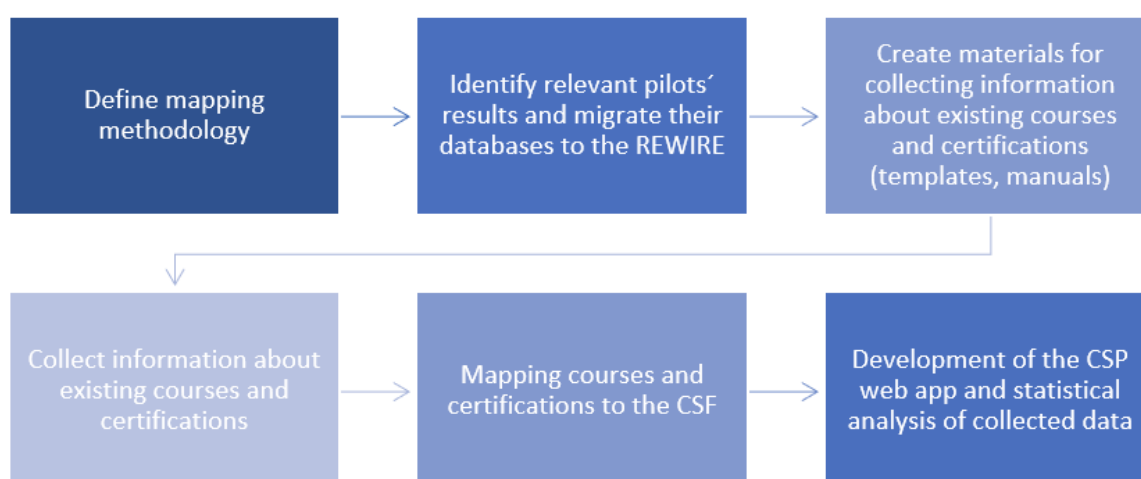 Define mapping
methodology
Identify relevant pilots´
results and migrate their
databases to the REWIRE
Create materials for
collecting information
about existing courses
and certifications
(templates, manuals)
Collect information about
existing courses and
certifications
Mapping courses and
certifications to the CSF
Development of the CSP
web app and statistical
analysis of collected data